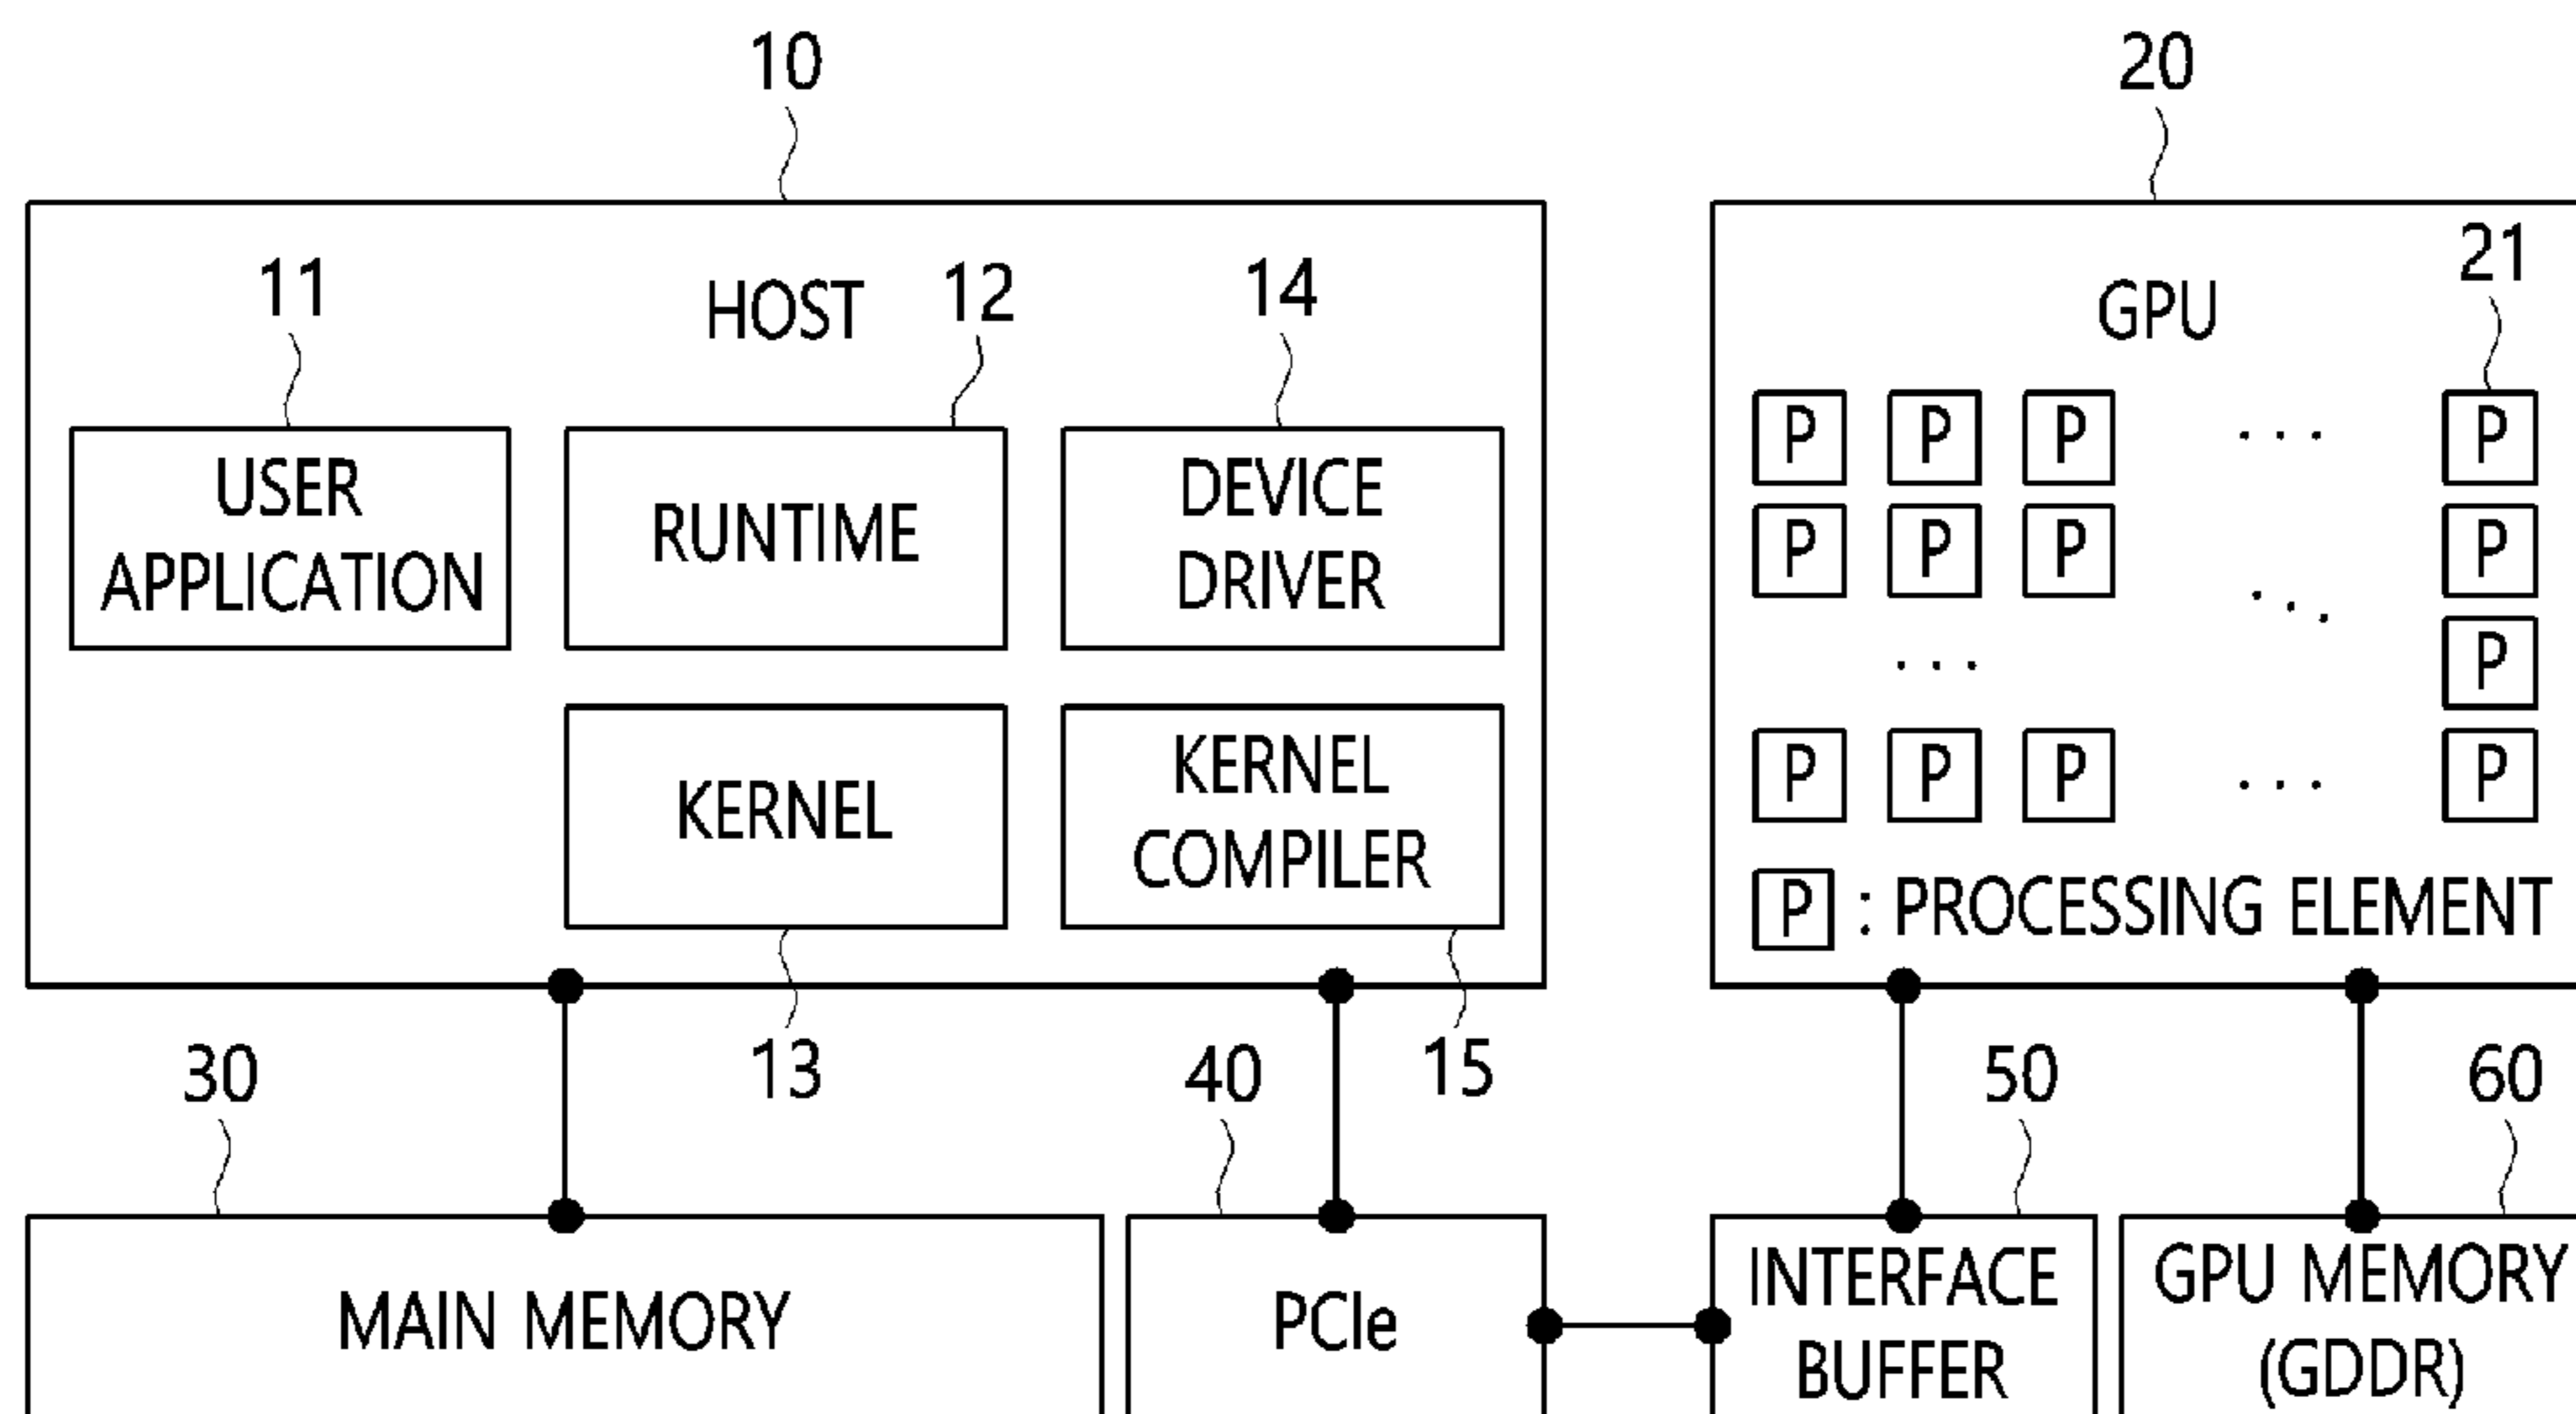 10
20
HOST
GPU
11
12
14
21
USER
APPLICATION
RUNTIME
DEVICE
DRIVER
KERNEL
KERNEL
COMPILER
13
15
P P P ... P
P P P ... P
... P
P P P ... P
P : PROCESSING ELEMENT
30
40
50
60
MAIN MEMORY
PCIe
INTERFACE
BUFFER
GPU MEMORY
(GDDR)